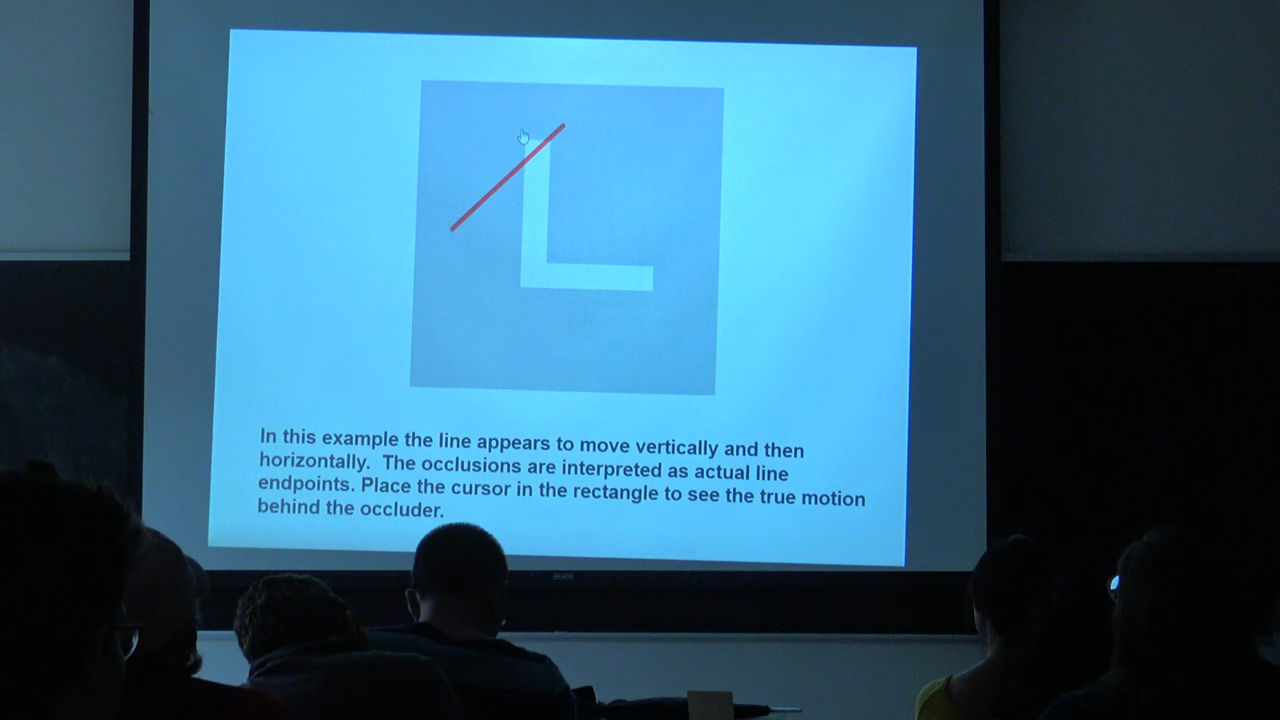 In this example the line appears to move vertically and then
horizontally.  The occlusions are interpreted as actual line
endpoints. Place the cursor in the rectangle to see the true motion
behind the occluder.